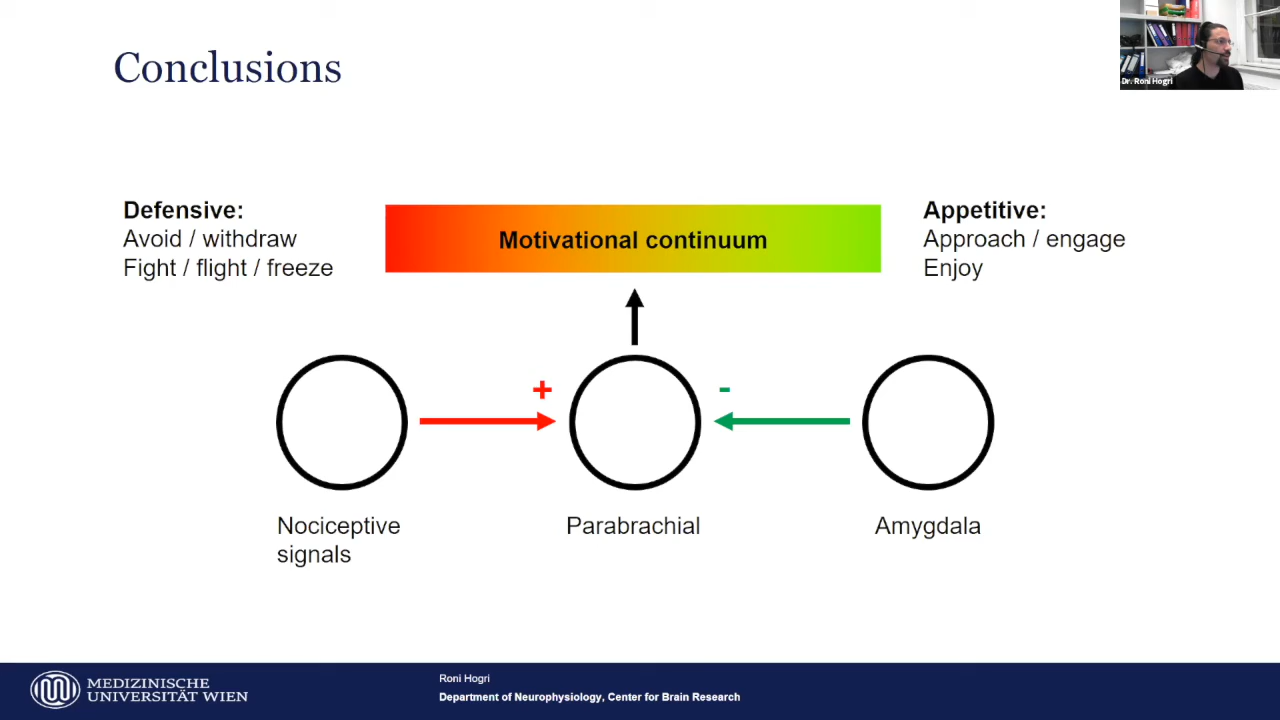 Conclusions
Dr. Roni Hogri
Defensive:
Avoid / withdraw
Fight / flight / freeze
Motivational continuum
Appetitive:
Approach / engage
Enjoy
+
-
Nociceptive
signals
Parabrachial
Amygdala
MEDIZINISCHE
UNIVERSITÄT WIEN
Roni Hogri
Department of Neurophysiology, Center for Brain Research